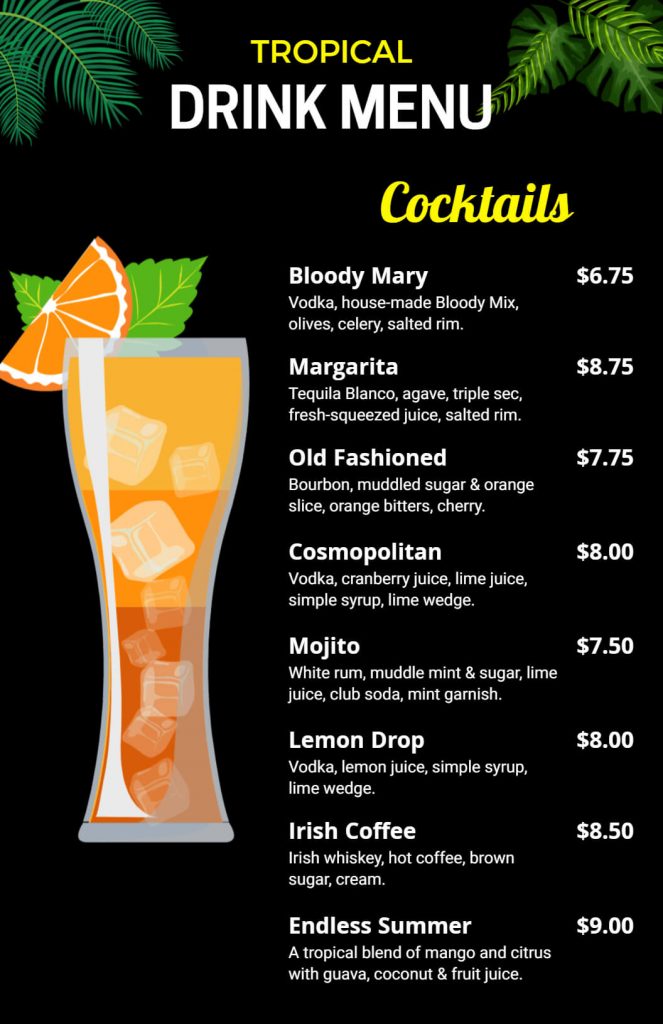 TROPICAL
DRINK MENU
Cocktails
Bloody Mary $6.75
Vodka, house-made Bloody Mix,
olives, celery, salted rim.
Margarita $8.75
Tequila Blanco, agave, triple sec,
fresh-squeezed juice, salted rim.
Old Fashioned $7.75
Bourbon, muddled sugar & orange
slice, orange bitters, cherry.
Cosmopolitan $8.00
Vodka, cranberry juice, lime juice,
simple syrup, lime wedge.
Mojito $7.50
White rum, muddle mint & sugar, lime
juice, club soda, mint garnish.
Lemon Drop $8.00
Vodka, lemon juice, simple syrup,
lime wedge.
Irish Coffee $8.50
Irish whiskey, hot coffee, brown
sugar, cream.
Endless Summer $9.00
A tropical blend of mango and citrus
with guava, coconut & fruit juice.